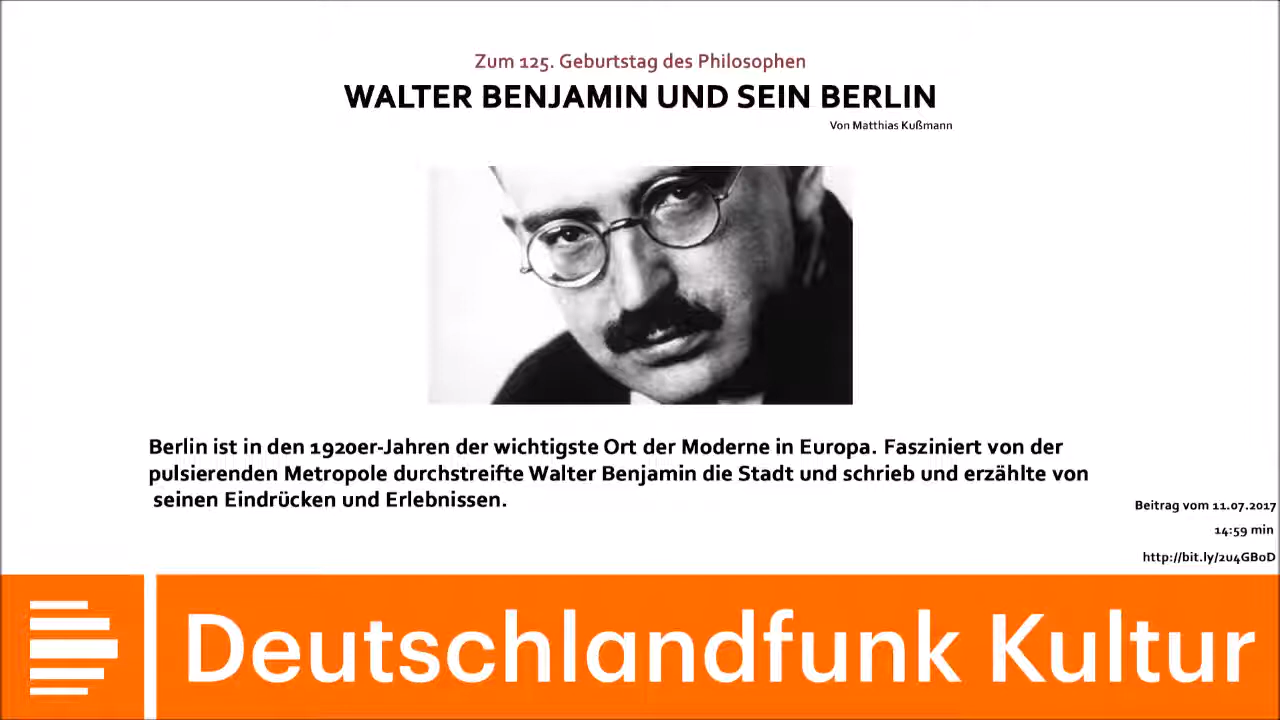 Zum 125. Geburtstag des Philosophen
WALTER BENJAMIN UND SEIN BERLIN
Von Matthias Kußmann
Berlin ist in den 1920er-Jahren der wichtigste Ort der Moderne in Europa. Fasziniert von der
pulsierenden Metropole durchstreifte Walter Benjamin die Stadt und schrieb und erzählte von
seinen Eindrücken und Erlebnissen.
Beitrag vom 11.07.2017
14:59 min
http://bit.ly/2u4GBoD
Deutschlandfunk Kultur